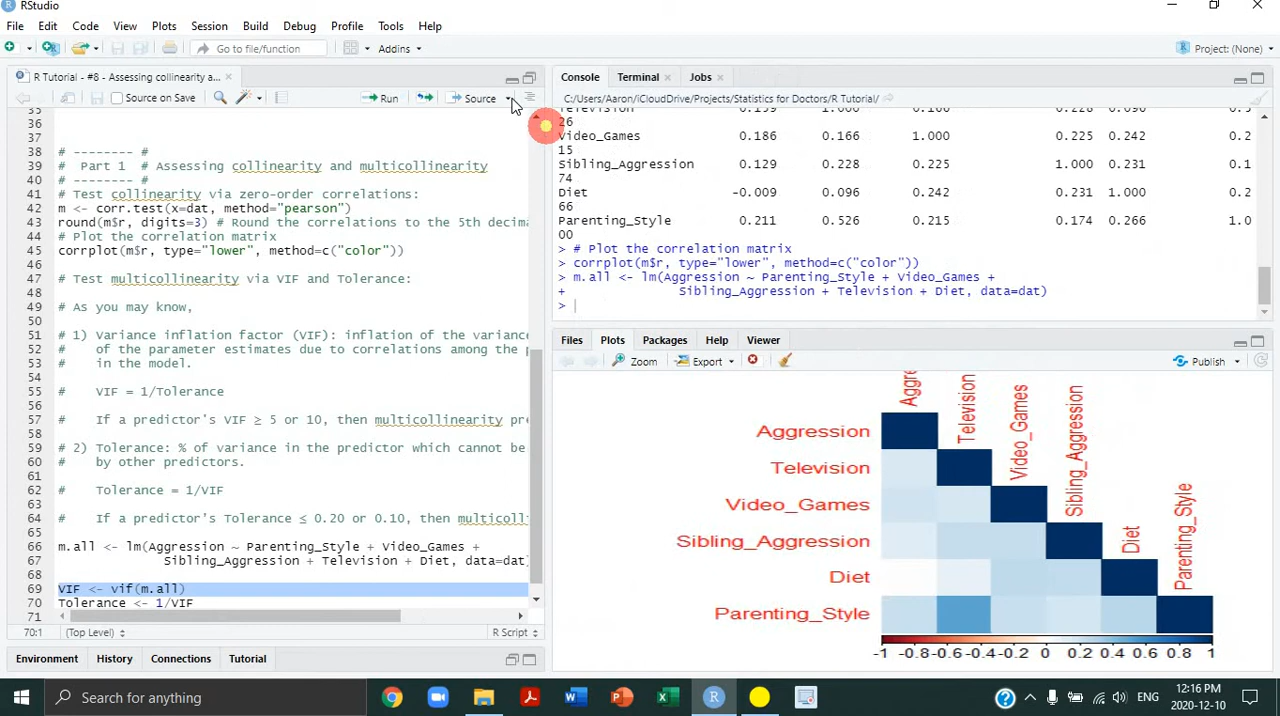 RStudio
File Edit Code View Plots Session Build Debug Profile Tools Help
Go to file/function Addins Project: (None)
R Tutorial - #8 - Assessing collinearity a...
Source on Save Run Source
36
37
38 # -------- #
39 # Part 1 # Assessing collinearity and multicollinearity
40 # -------- #
41 # Test collinearity via zero-order correlations:
42 m <- corr.test(x=dat, method="pearson")
43 round(m$r, digits=3) # Round the correlations to the 5th decima
44 # Plot the correlation matrix
45 corrplot(m$r, type="lower", method=c("color"))
46
47 # Test multicollinearity via VIF and Tolerance:
48
49 # As you may know,
50
51 # 1) Variance inflation factor (VIF): inflation of the variance
52 # of the parameter estimates due to correlations among the p
53 # in the model.
54
55 # VIF = 1/Tolerance
56
57 # If a predictor's VIF ≥ 5 or 10, then multicollinearity pre
58
59 # 2) Tolerance: % of variance in the predictor which cannot be
60 # by other predictors.
61
62 # Tolerance = 1/VIF
63
64 # If a predictor's Tolerance ≤ 0.20 or 0.10, then multicolli
65
66 m.all <- lm(Aggression ~ Parenting_Style + Video_Games +
67 Sibling_Aggression + Television + Diet, data=dat)
68
69 VIF <- vif(m.all)
70 Tolerance <- 1/VIF
71
70:1 (Top Level) R Script
Environment History Connections Tutorial
Console Terminal Jobs
C:/Users/Aaron/iCloudDrive/Projects/Statistics for Doctors/R Tutorial/
26
Video_Games 0.186 0.166 1.000 0.225 0.242 0.2
15
Sibling_Aggression 0.129 0.228 0.225 1.000 0.231 0.1
74
Diet -0.009 0.096 0.242 0.231 1.000 0.2
66
Parenting_Style 0.211 0.526 0.215 0.174 0.266 1.0
00
> # Plot the correlation matrix
> corrplot(m$r, type="lower", method=c("color"))
> m.all <- lm(Aggression ~ Parenting_Style + Video_Games +
+ Sibling_Aggression + Television + Diet, data=dat)
>
Files Plots Packages Help Viewer
Zoom Export Publish
Aggre
Television
Video_Games
Sibling_Aggression
Diet
Parenting_Style
Aggression
Television
Video_Games
Sibling_Aggression
Diet
Parenting_Style
-1 -0.8 -0.6 -0.4 -0.2 0 0.2 0.4 0.6 0.8 1
Search for anything
ENG
12:16 PM
2020-12-10